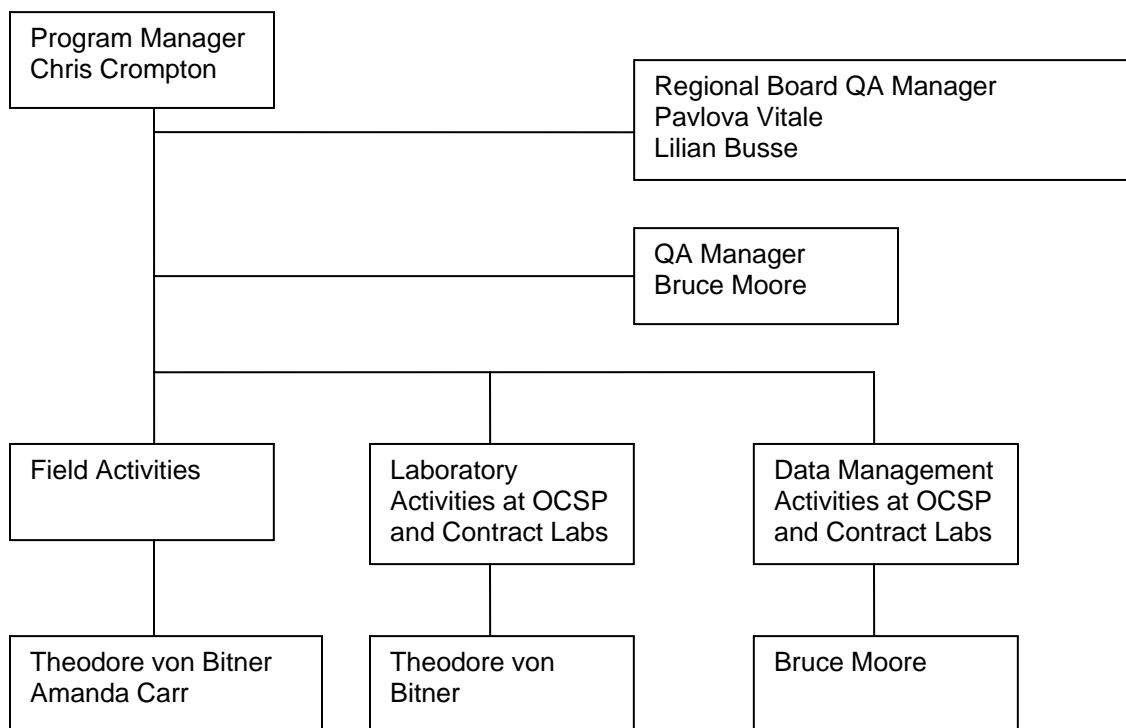 Program Manager
Chris Crompton
Regional Board QA Manager
Pavlova Vitale
Lilian Busse
QA Manager
Bruce Moore
Field Activities
Laboratory
Activities at OCSP
and Contract Labs
Data Management
Activities at OCSP
and Contract Labs
Theodore von Bitner
Amanda Carr
Theodore von
Bitner
Bruce Moore